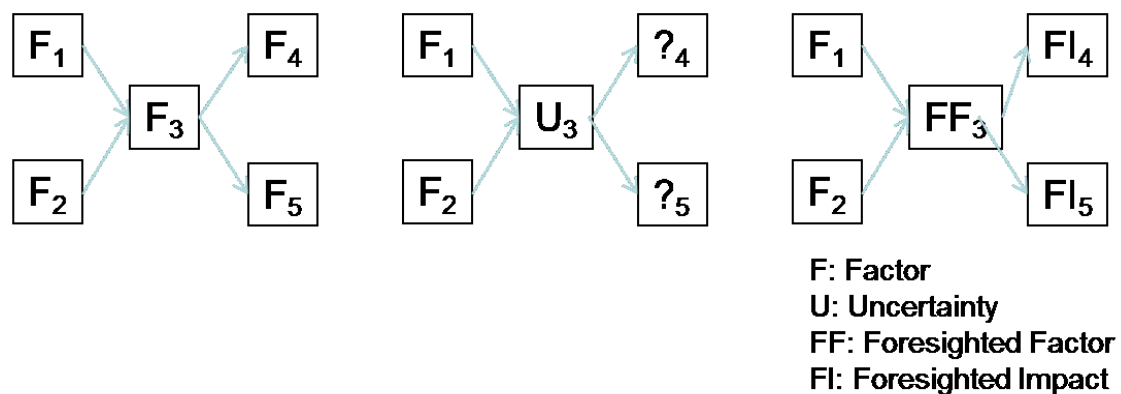 F₁ F₄ F₁ ?₄ F₁ FI₄
F₃ U₃ FF₃
F₂ F₅ F₂ ?₅ F₂ FI₅
F: Factor
U: Uncertainty
FF: Foresighted Factor
FI: Foresighted Impact